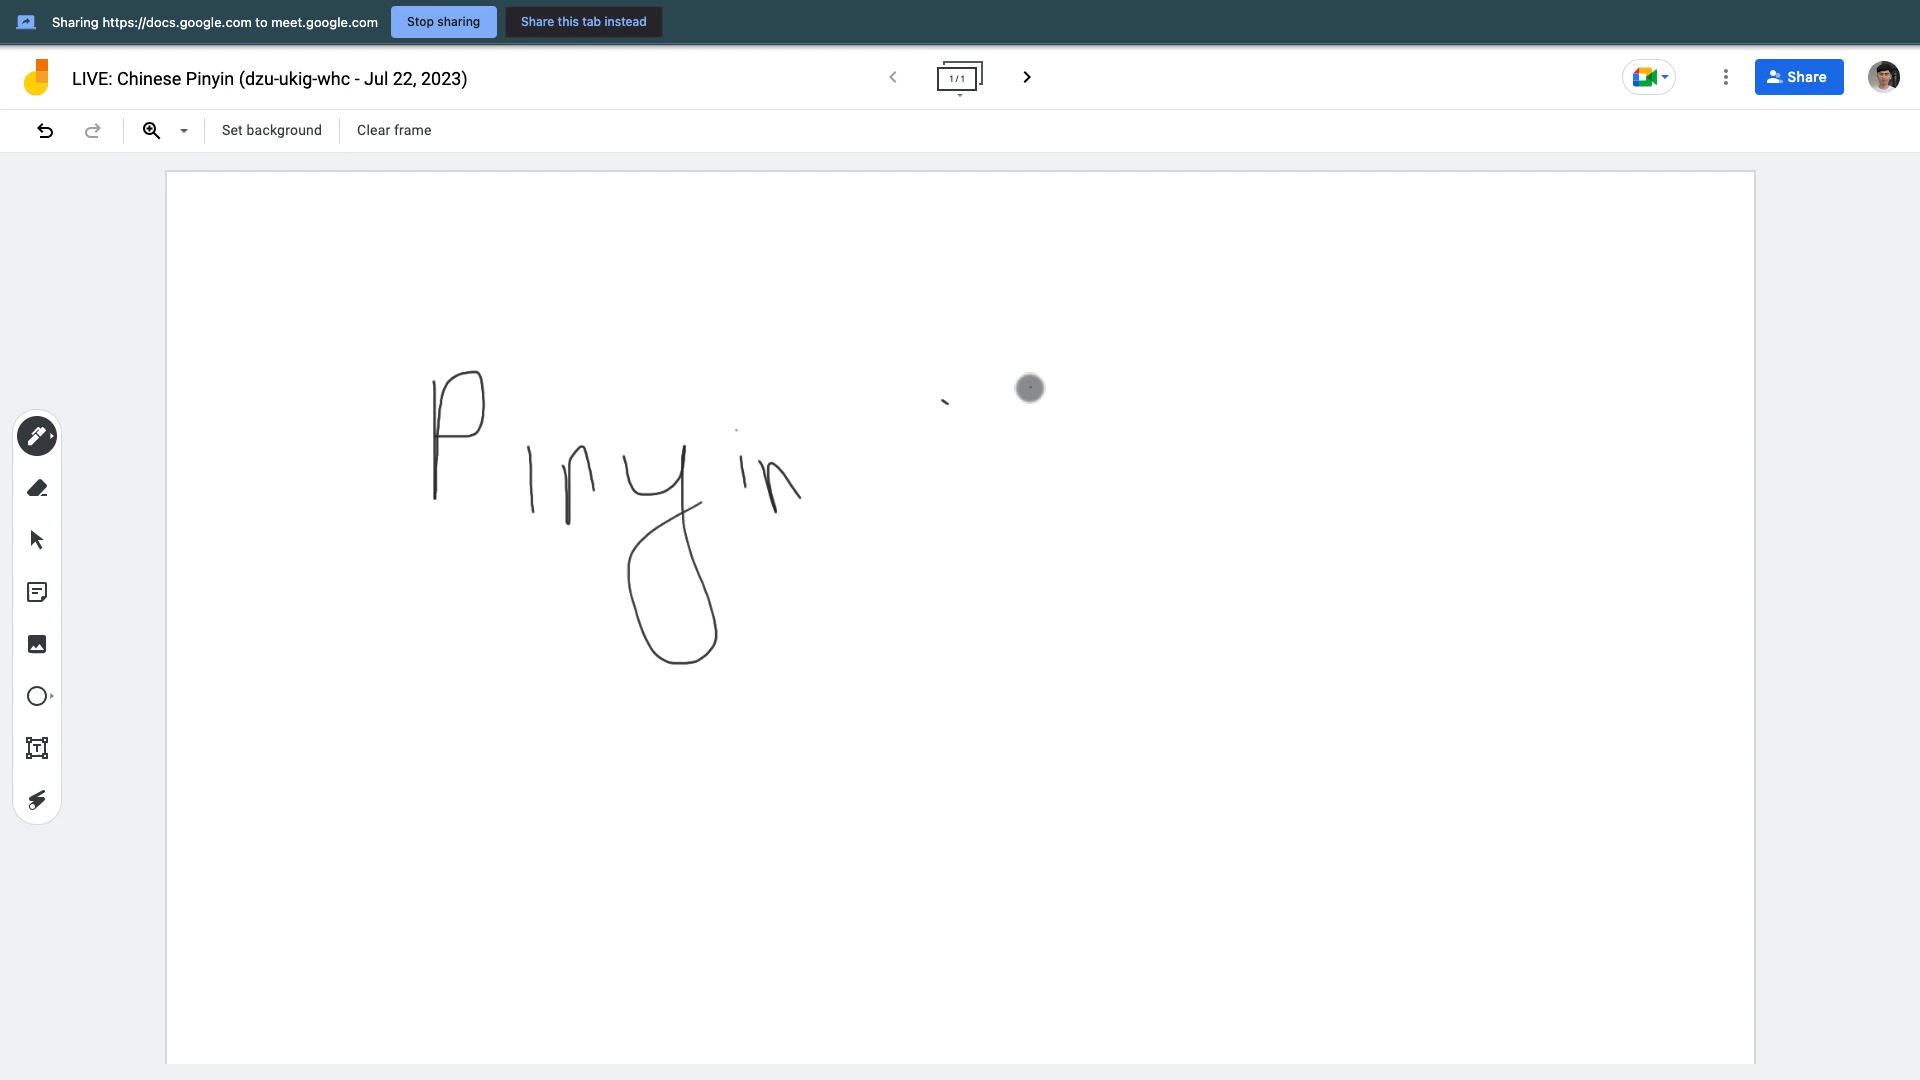 Sharing https://docs.google.com to meet.google.com Stop sharing Share this tab instead
LIVE: Chinese Pinyin (dzu-ukig-whc - Jul 22, 2023) 1/1 Share
Set background Clear frame
Pinyin